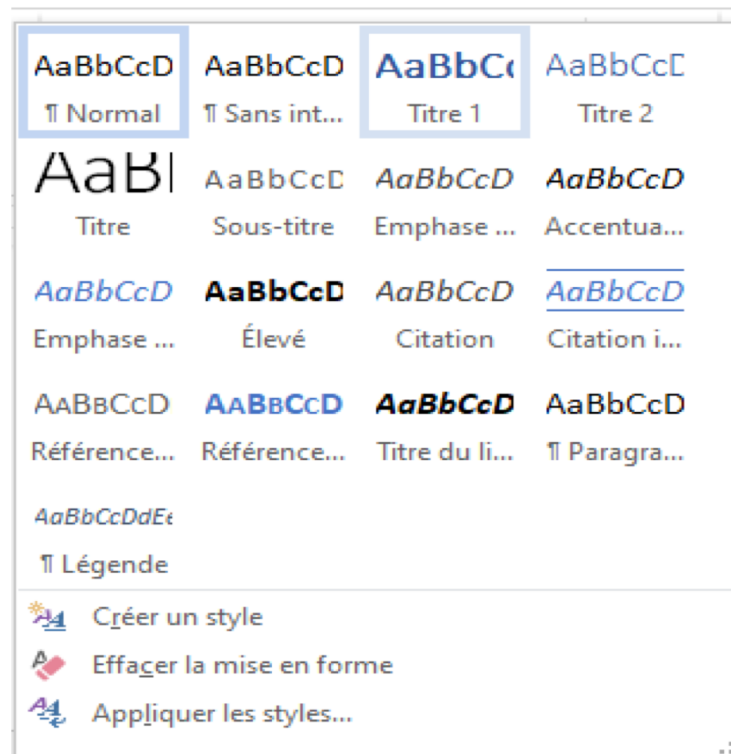 AaBbCcD AaBbCcD AaBbCc AaBbCcD
¶ Normal ¶ Sans int... Titre 1 Titre 2
AaBl AaBbCcD AaBbCcD AaBbCcD
Titre Sous-titre Emphase ... Accentua...
AaBbCcD AaBbCcD AaBbCcD AaBbCcD
Emphase ... Élevé Citation Citation i...
AaBbCcD AaBbCcD AaBbCcD AaBbCcD
Référence... Référence... Titre du li... ¶ Paragra...
AaBbCcDdEe
¶ Légende
Créer un style
Effacer la mise en forme
Appliquer les styles...